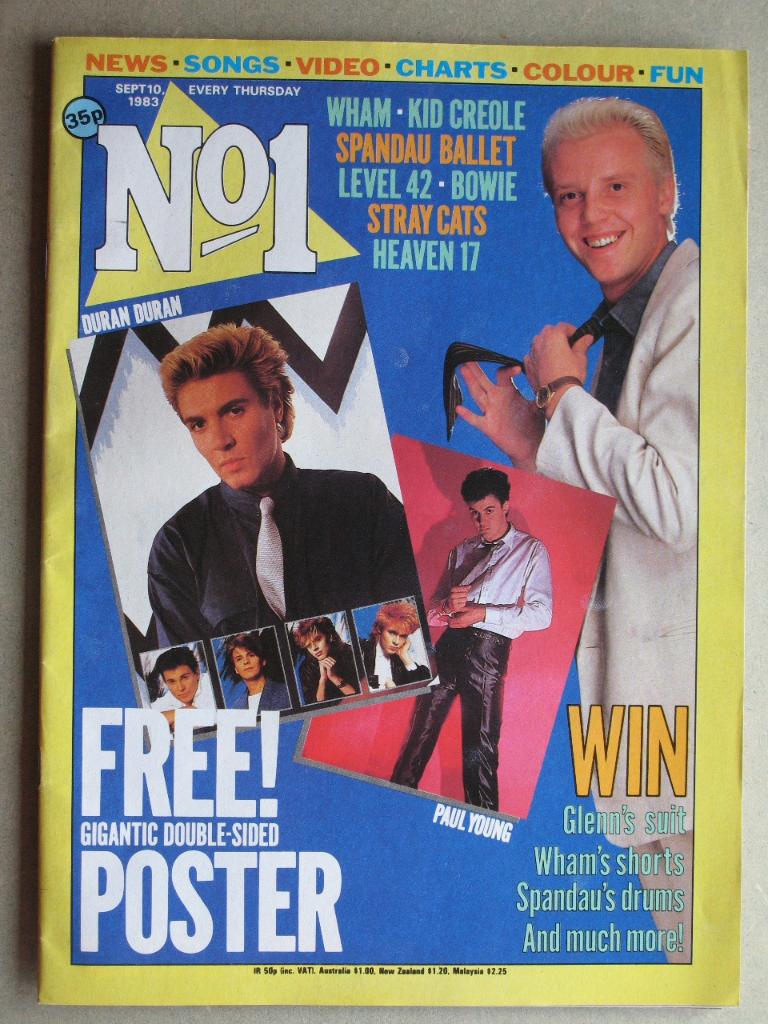 NEWS · SONGS · VIDEO · CHARTS · COLOUR · FUN
SEPT 10, 1983
EVERY THURSDAY
35p
No1
WHAM · KID CREOLE
SPANDAU BALLET
LEVEL 42 · BOWIE
STRAY CATS
HEAVEN 17
DURAN DURAN
FREE!
GIGANTIC DOUBLE-SIDED
POSTER
PAUL YOUNG
WIN
Glenn's suit
Wham's shorts
Spandau's drums
And much more!
IR 50p (inc. VAT). Australia $1.00, New Zealand $1.20, Malaysia $2.25